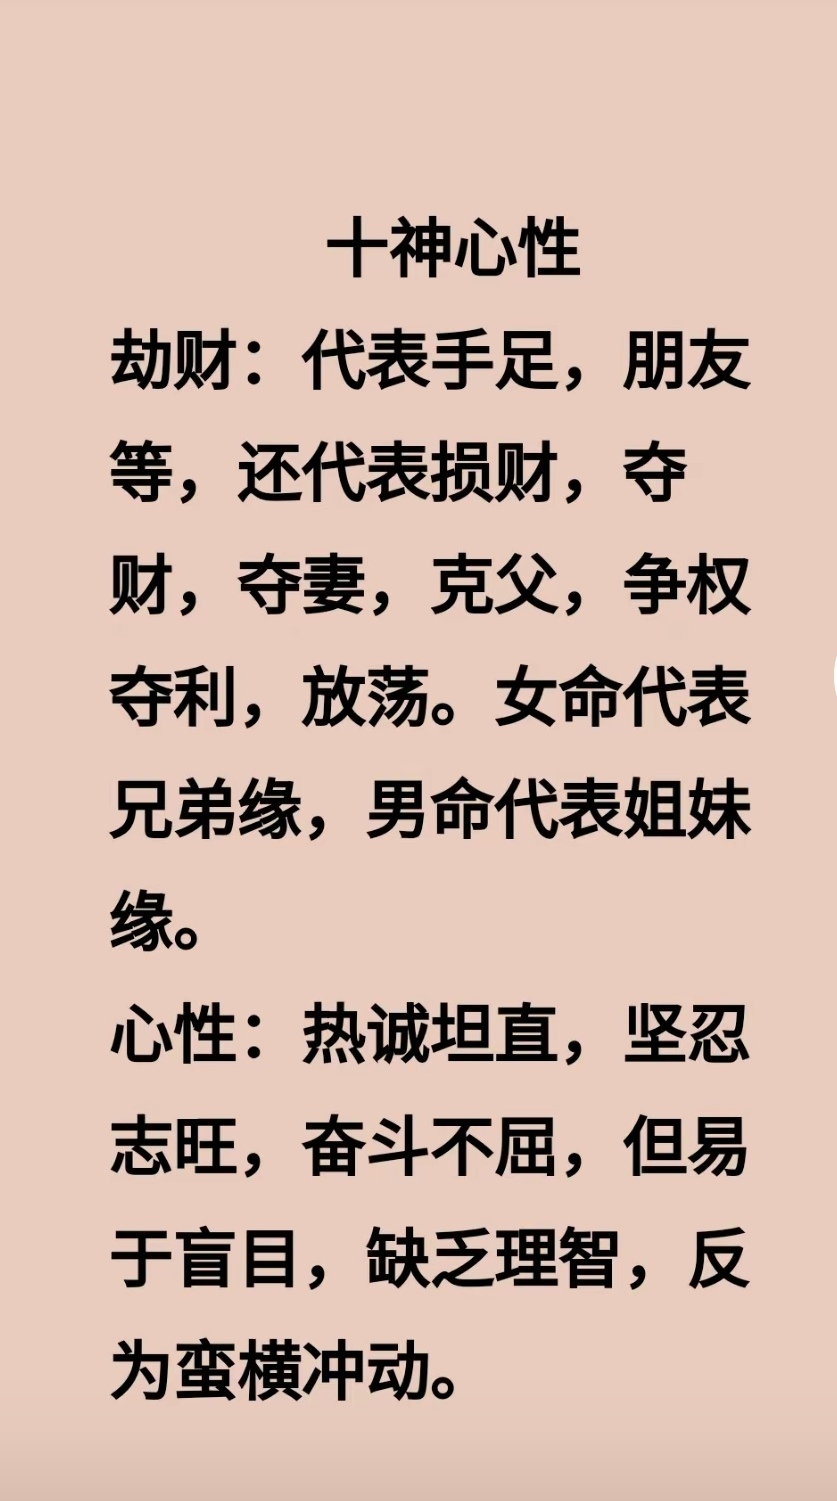 十神心性
劫财：代表手足，朋友
等，还代表损财，夺
财，夺妻，克父，争权
夺利，放荡。女命代表
兄弟缘，男命代表姐妹
缘。
心性：热诚坦直，坚忍
志旺，奋斗不屈，但易
于盲目，缺乏理智，反
为蛮横冲动。